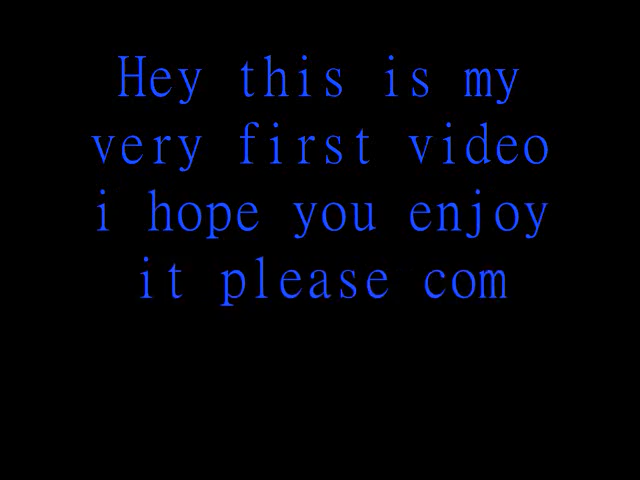 Hey this is my
very first video
i hope you enjoy
it please com